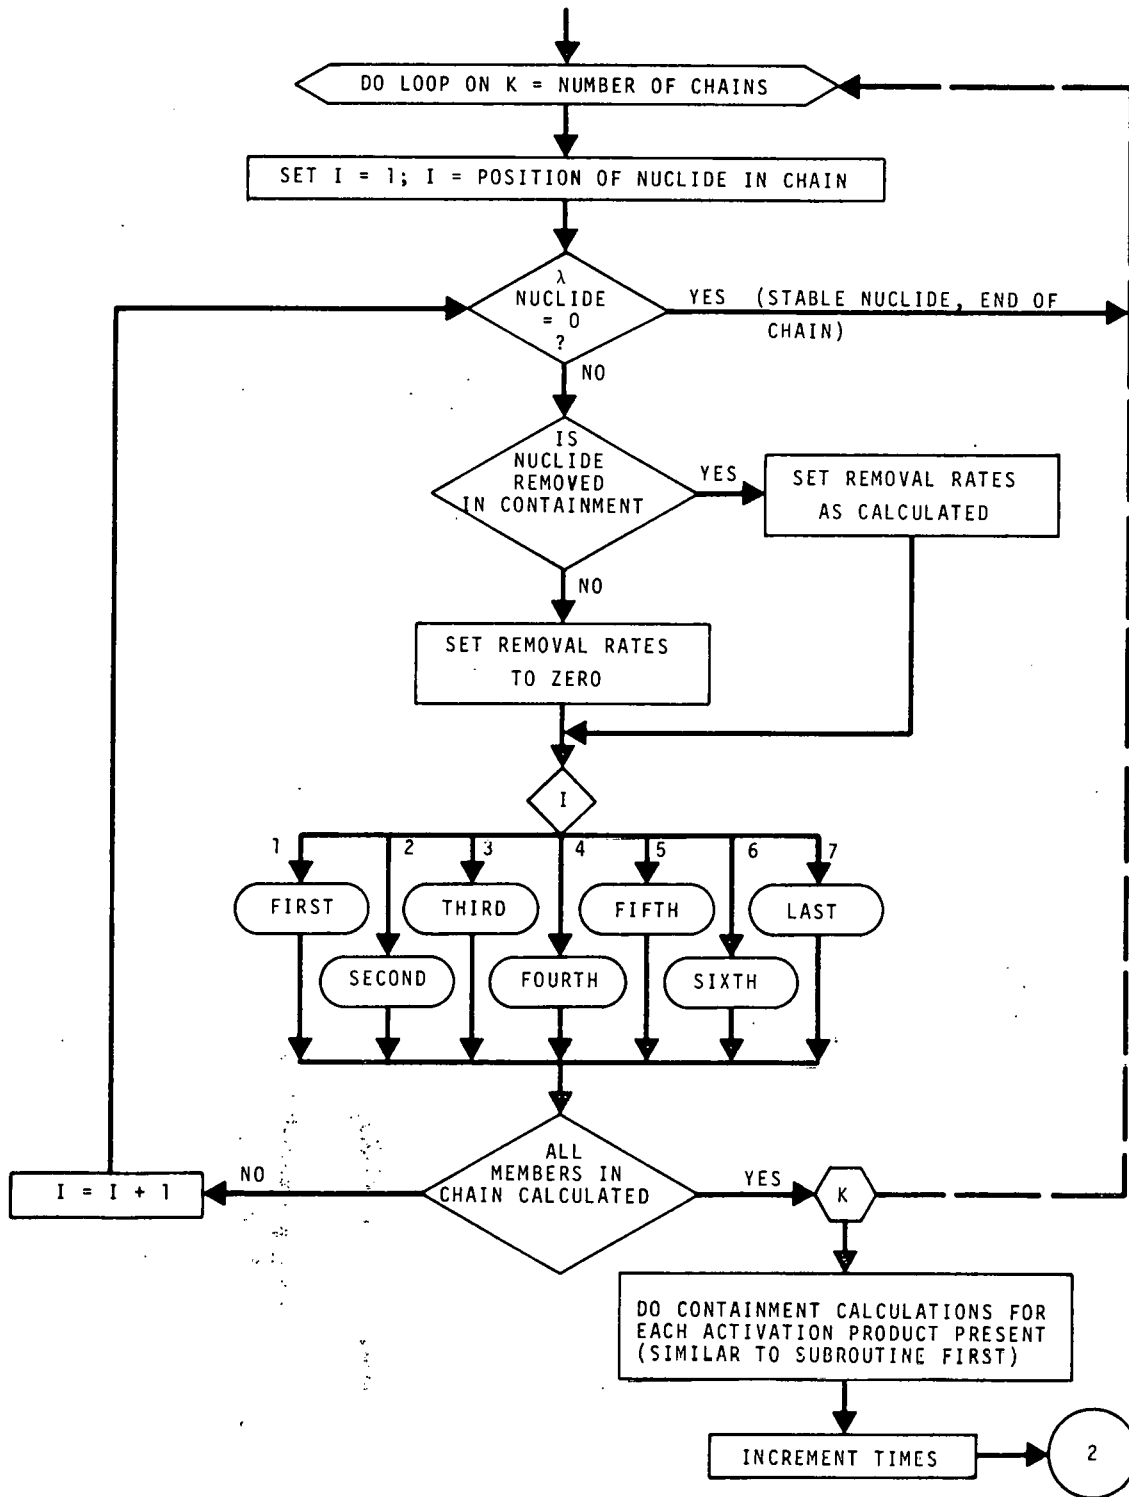 DO LOOP ON K = NUMBER OF CHAINS
SET I = 1; I = POSITION OF NUCLIDE IN CHAIN
λ
NUCLIDE
= 0
?
YES (STABLE NUCLIDE, END OF
CHAIN)
NO
IS
NUCLIDE
REMOVED
IN CONTAINMENT
YES
SET REMOVAL RATES
AS CALCULATED
NO
SET REMOVAL RATES
TO ZERO
I
1
2
3
4
5
6
7
FIRST
THIRD
FIFTH
LAST
SECOND
FOURTH
SIXTH
ALL
MEMBERS IN
CHAIN CALCULATED
NO
I = I + 1
YES
K
DO CONTAINMENT CALCULATIONS FOR
EACH ACTIVATION PRODUCT PRESENT
(SIMILAR TO SUBROUTINE FIRST)
INCREMENT TIMES
2